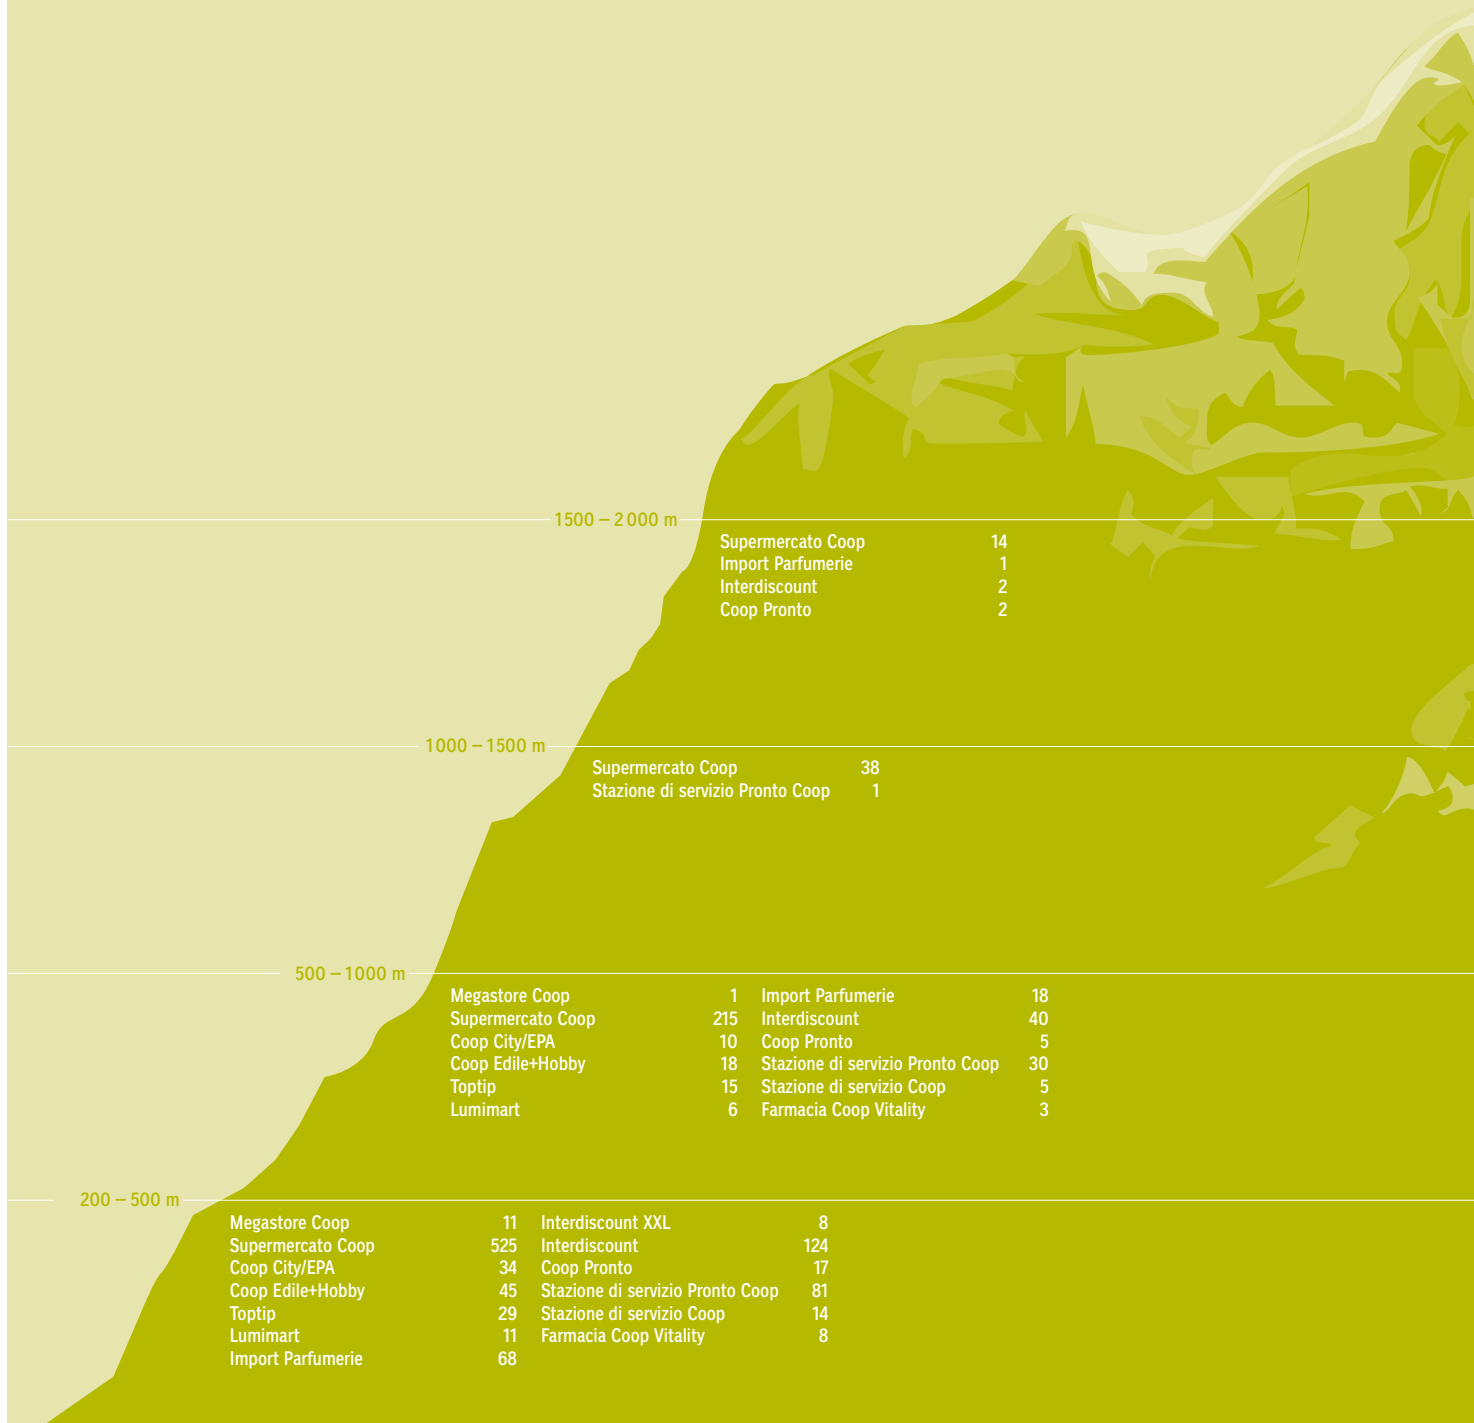 1500 – 2 000 m
Supermercato Coop 14
Import Parfumerie 1
Interdiscount 2
Coop Pronto 2
1000 – 1500 m
Supermercato Coop 38
Stazione di servizio Pronto Coop 1
500 – 1000 m
Megastore Coop 1 Import Parfumerie 18
Supermercato Coop 215 Interdiscount 40
Coop City/EPA 10 Coop Pronto 5
Coop Edile+Hobby 18 Stazione di servizio Pronto Coop 30
Toptip 15 Stazione di servizio Coop 5
Lumimart 6 Farmacia Coop Vitality 3
200 – 500 m
Megastore Coop 11 Interdiscount XXL 8
Supermercato Coop 525 Interdiscount 124
Coop City/EPA 34 Coop Pronto 17
Coop Edile+Hobby 45 Stazione di servizio Pronto Coop 81
Toptip 29 Stazione di servizio Coop 14
Lumimart 11 Farmacia Coop Vitality 8
Import Parfumerie 68